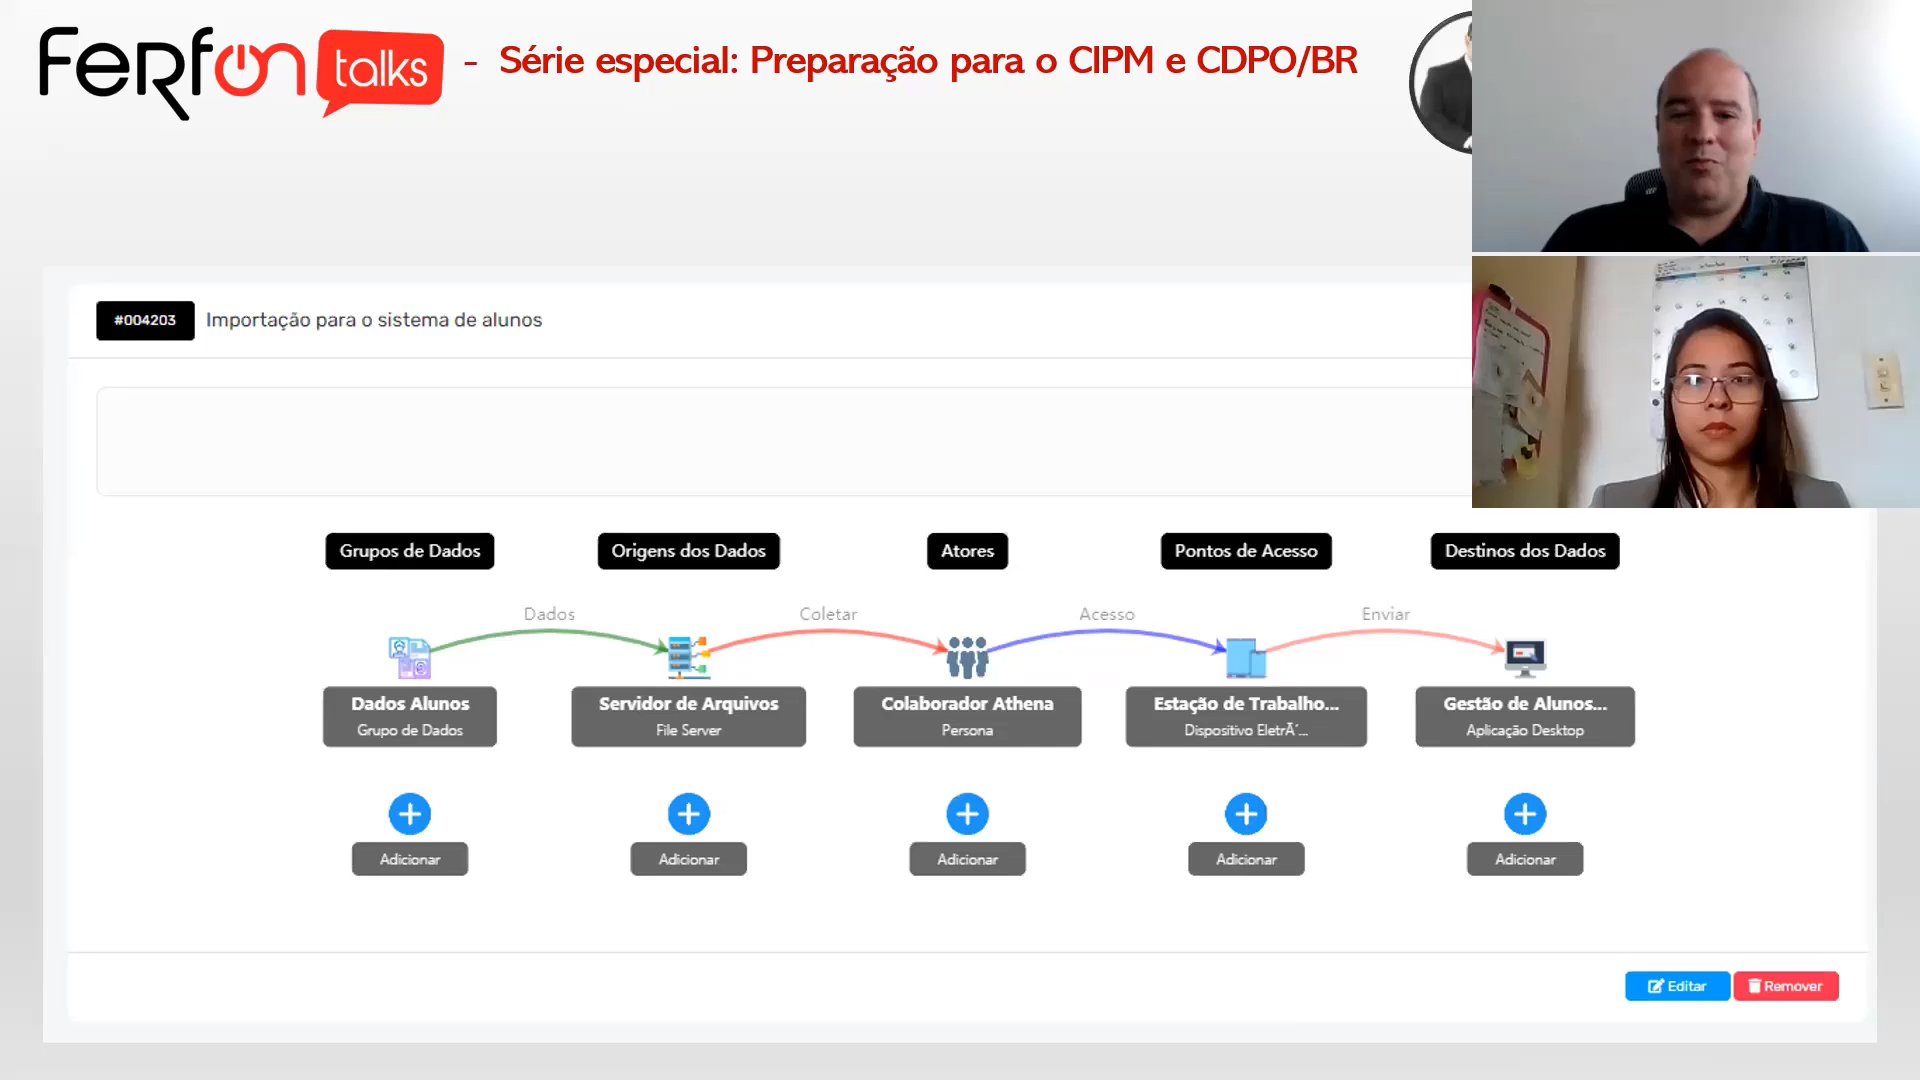 Ferfon talks - Série especial: Preparação para o CIPM e CDPO/BR
#004203 Importação para o sistema de alunos
Grupos de Dados Origens dos Dados Atores Pontos de Acesso Destinos dos Dados
Dados Coletar Acesso Enviar
Dados Alunos Servidor de Arquivos Colaborador Athena Estação de Trabalho... Gestão de Alunos...
Grupo de Dados File Server Persona Dispositivo EletrÃ´... Aplicação Desktop
Adicionar Adicionar Adicionar Adicionar Adicionar
Editar Remover